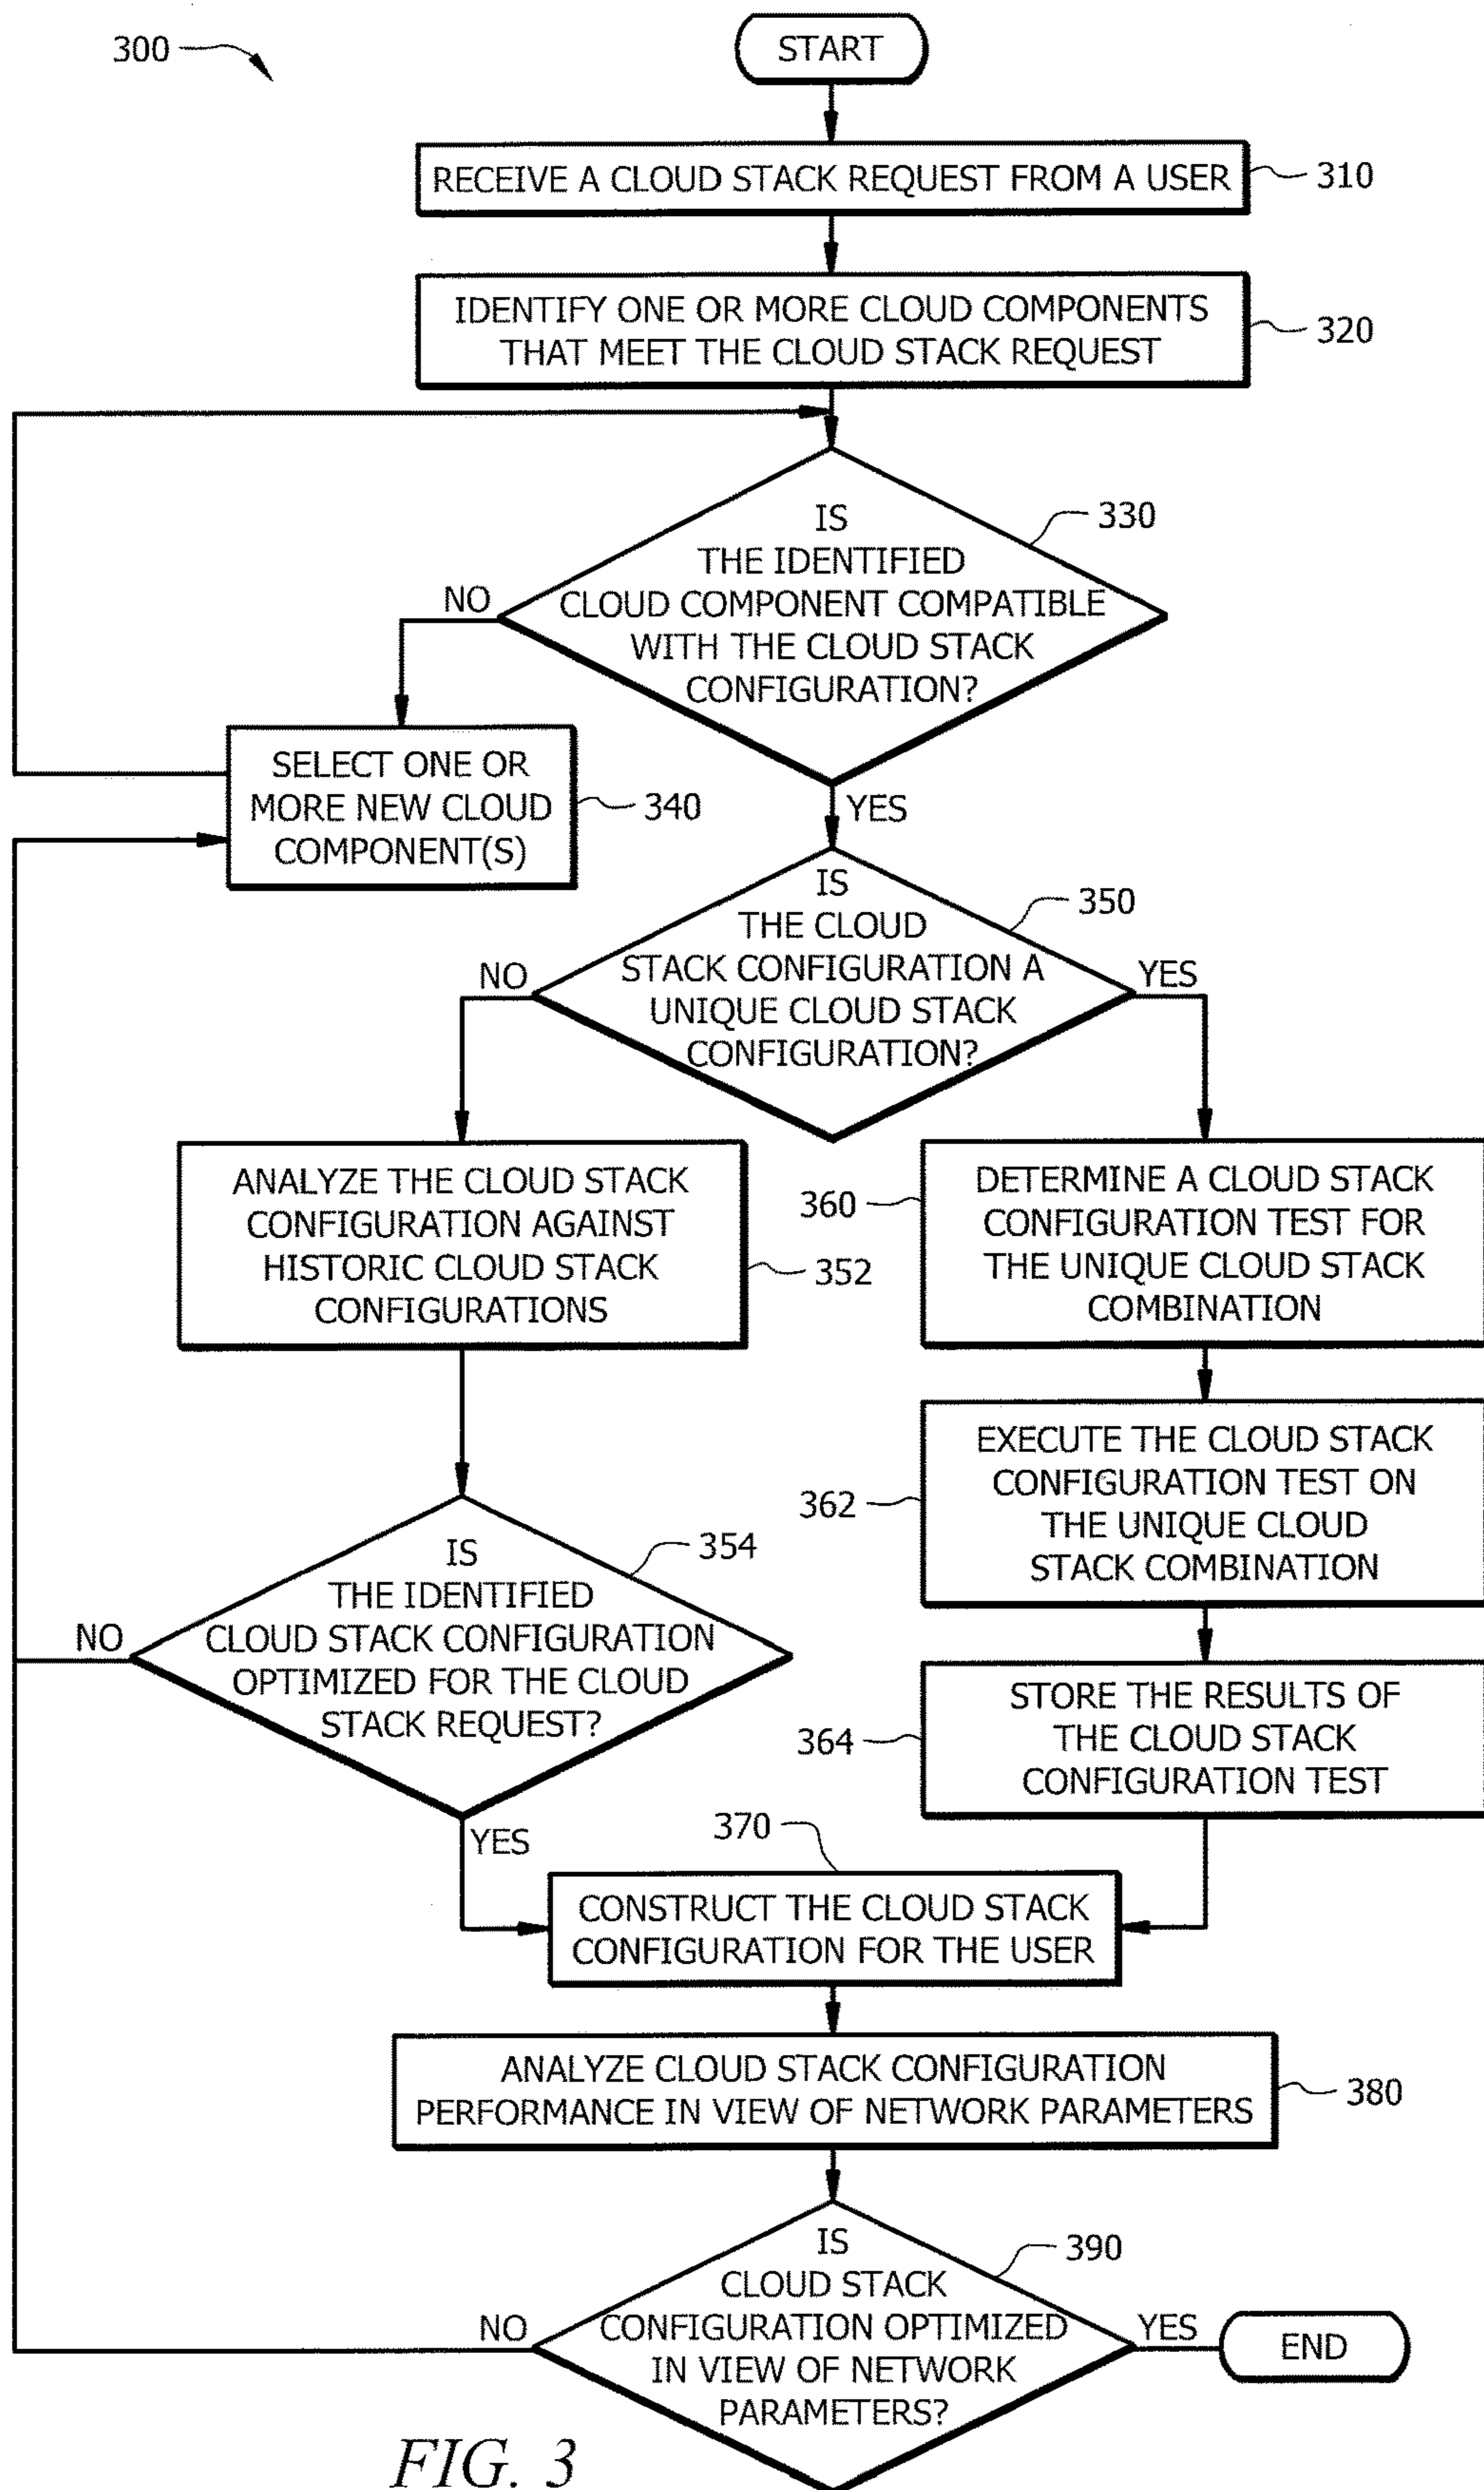 300
START
RECEIVE A CLOUD STACK REQUEST FROM A USER
310
IDENTIFY ONE OR MORE CLOUD COMPONENTS
THAT MEET THE CLOUD STACK REQUEST
320
IS
THE IDENTIFIED
CLOUD COMPONENT COMPATIBLE
WITH THE CLOUD STACK
CONFIGURATION?
330
NO
YES
SELECT ONE OR
MORE NEW CLOUD
COMPONENT(S)
340
IS
THE CLOUD
STACK CONFIGURATION A
UNIQUE CLOUD STACK
CONFIGURATION?
350
NO
YES
ANALYZE THE CLOUD STACK
CONFIGURATION AGAINST
HISTORIC CLOUD STACK
CONFIGURATIONS
352
360
DETERMINE A CLOUD STACK
CONFIGURATION TEST FOR
THE UNIQUE CLOUD STACK
COMBINATION
362
EXECUTE THE CLOUD STACK
CONFIGURATION TEST ON
THE UNIQUE CLOUD
STACK COMBINATION
IS
THE IDENTIFIED
CLOUD STACK CONFIGURATION
OPTIMIZED FOR THE CLOUD
STACK REQUEST?
354
NO
YES
364
STORE THE RESULTS OF
THE CLOUD STACK
CONFIGURATION TEST
370
CONSTRUCT THE CLOUD STACK
CONFIGURATION FOR THE USER
ANALYZE CLOUD STACK CONFIGURATION
PERFORMANCE IN VIEW OF NETWORK PARAMETERS
380
IS
CLOUD STACK
CONFIGURATION OPTIMIZED
IN VIEW OF NETWORK
PARAMETERS?
390
NO
YES
END
FIG. 3